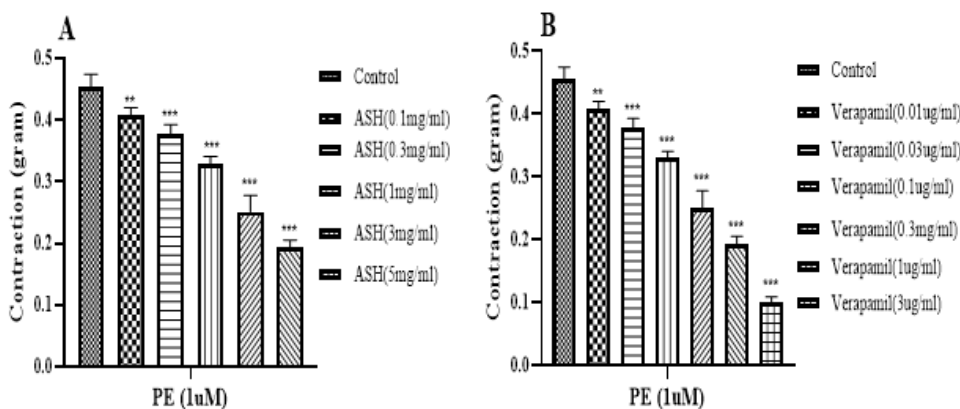 A
0.5
0.4
0.3
0.2
0.1
0.0
Contraction (gram)
** *** *** *** ***
PE (1uM)
Control
ASH(0.1mg/ml)
ASH(0.3mg/ml)
ASH(1mg/ml)
ASH(3mg/ml)
ASH(5mg/ml)
B
0.5
0.4
0.3
0.2
0.1
0.0
Contraction (gram)
** *** *** *** *** ***
PE (1uM)
Control
Verapamil(0.01ug/ml)
Verapamil(0.03ug/ml)
Verapamil(0.1ug/ml)
Verapamil(0.3mg/ml)
Verapamil(1ug/ml)
Verapamil(3ug/ml)